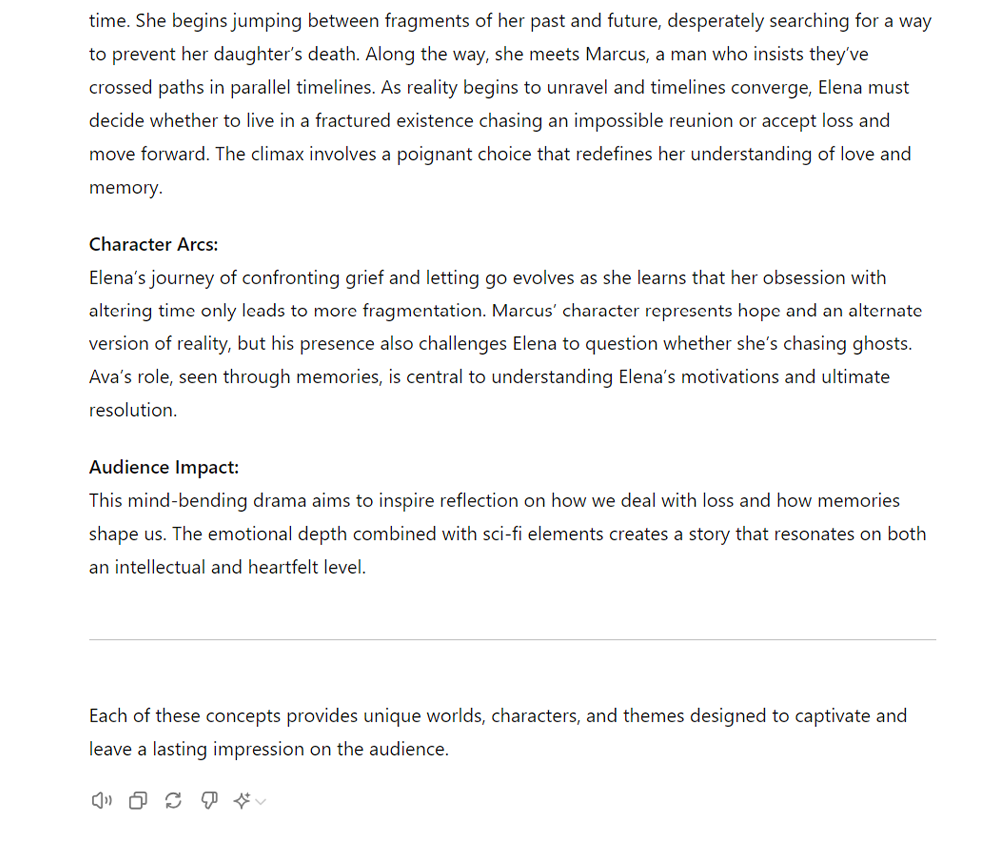 time. She begins jumping between fragments of her past and future, desperately searching for a way
to prevent her daughter’s death. Along the way, she meets Marcus, a man who insists they’ve
crossed paths in parallel timelines. As reality begins to unravel and timelines converge, Elena must
decide whether to live in a fractured existence chasing an impossible reunion or accept loss and
move forward. The climax involves a poignant choice that redefines her understanding of love and
memory.
Character Arcs:
Elena’s journey of confronting grief and letting go evolves as she learns that her obsession with
altering time only leads to more fragmentation. Marcus’ character represents hope and an alternate
version of reality, but his presence also challenges Elena to question whether she’s chasing ghosts.
Ava’s role, seen through memories, is central to understanding Elena’s motivations and ultimate
resolution.
Audience Impact:
This mind-bending drama aims to inspire reflection on how we deal with loss and how memories
shape us. The emotional depth combined with sci-fi elements creates a story that resonates on both
an intellectual and heartfelt level.
Each of these concepts provides unique worlds, characters, and themes designed to captivate and
leave a lasting impression on the audience.